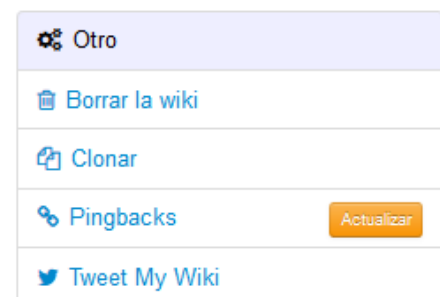 Otro
Borrar la wiki
Clonar
Pingbacks Actualizar
Tweet My Wiki